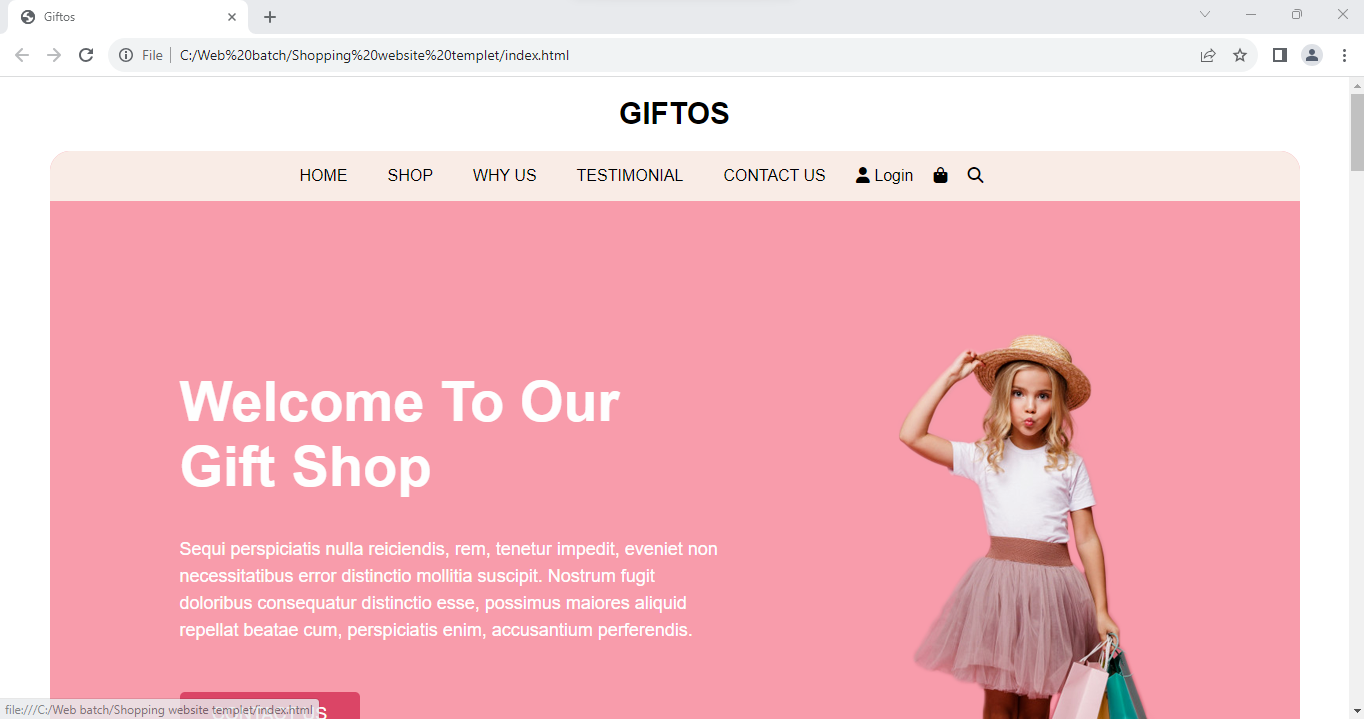 Giftos
File
C:/Web%20batch/Shopping%20website%20templet/index.html
GIFTOS
HOME SHOP WHY US TESTIMONIAL CONTACT US Login
Welcome To Our
Gift Shop
Sequi perspiciatis nulla reiciendis, rem, tenetur impedit, eveniet non
necessitatibus error distinctio mollitia suscipit. Nostrum fugit
doloribus consequatur distinctio esse, possimus maiores aliquid
repellat beatae cum, perspiciatis enim, accusantium perferendis.
CONTACT US
file:///C:/Web batch/Shopping website templet/index.html